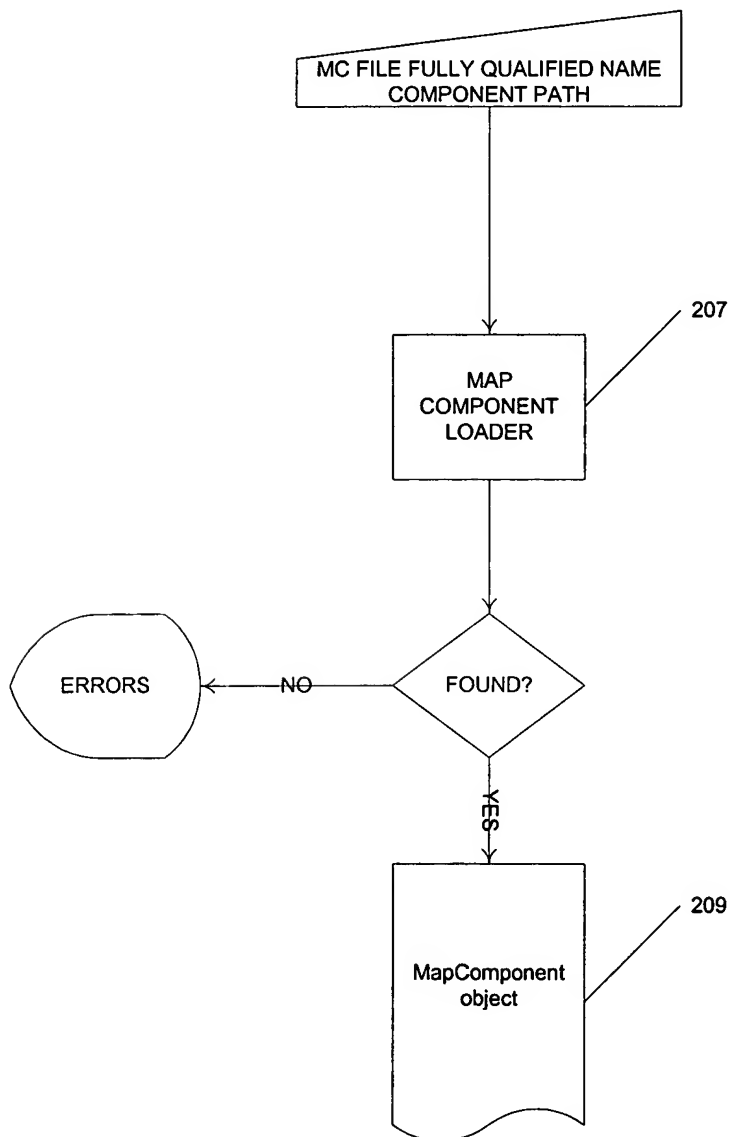 MC FILE FULLY QUALIFIED NAME
COMPONENT PATH
207
MAP
COMPONENT
LOADER
ERRORS
NO
FOUND?
YES
209
MapComponent
object